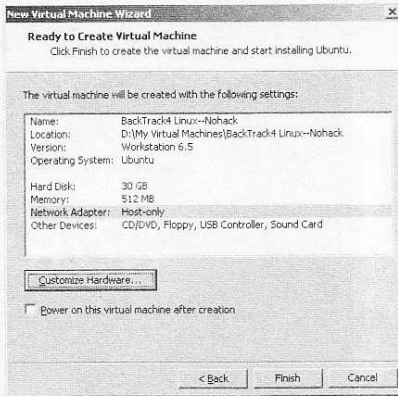 New Virtual Machine Wizard
Ready to Create Virtual Machine
Click Finish to create the virtual machine and start installing Ubuntu.
The virtual machine will be created with the following settings:
Name: BackTrack4 Linux--Nohack
Location: D:\My Virtual Machines\BackTrack4 Linux--Nohack
Version: Workstation 6.5
Operating System: Ubuntu
Hard Disk: 30 GB
Memory: 512 MB
Network Adapter: Host-only
Other Devices: CD/DVD, Floppy, USB Controller, Sound Card
Customize Hardware...
Power on this virtual machine after creation
< Back Finish Cancel